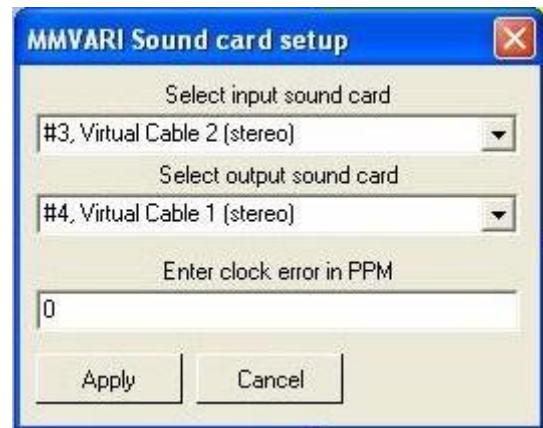 MMVARI Sound card setup
Select input sound card
#3, Virtual Cable 2 (stereo)
Select output sound card
#4, Virtual Cable 1 (stereo)
Enter clock error in PPM
0
Apply Cancel